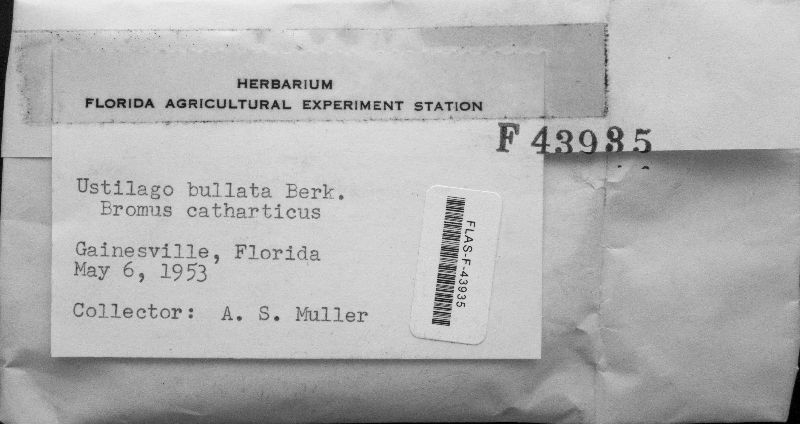 HERBARIUM
FLORIDA AGRICULTURAL EXPERIMENT STATION
F 43935
Ustilago bullata Berk.
Bromus catharticus
Gainesville, Florida
May 6, 1953
Collector: A. S. Muller
FLAS-F-43935